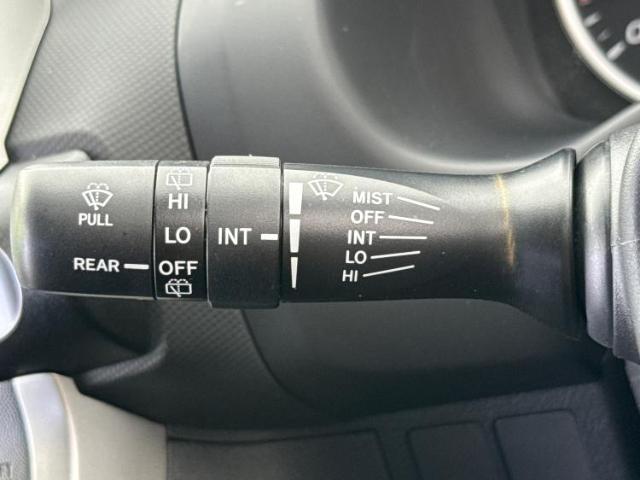 PULL
REAR
HI
LO
OFF
INT
MIST
OFF
INT
LO
HI